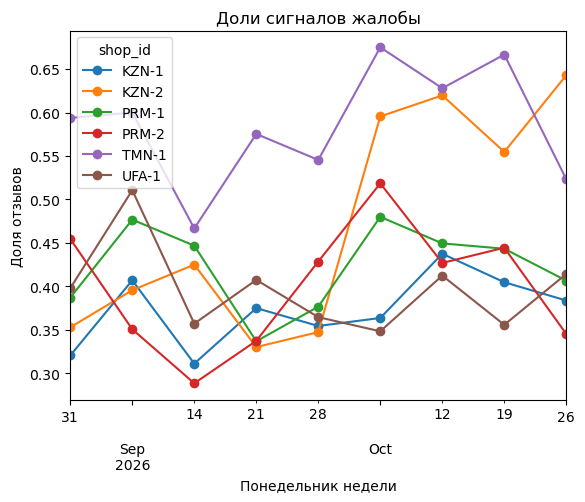 Доли сигналов жалобы
shop_id
KZN-1
KZN-2
PRM-1
PRM-2
TMN-1
UFA-1
Доля отзывов
0.65
0.60
0.55
0.50
0.45
0.40
0.35
0.30
31 14 21 28 12 19 26
Sep Oct
2026
Понедельник недели